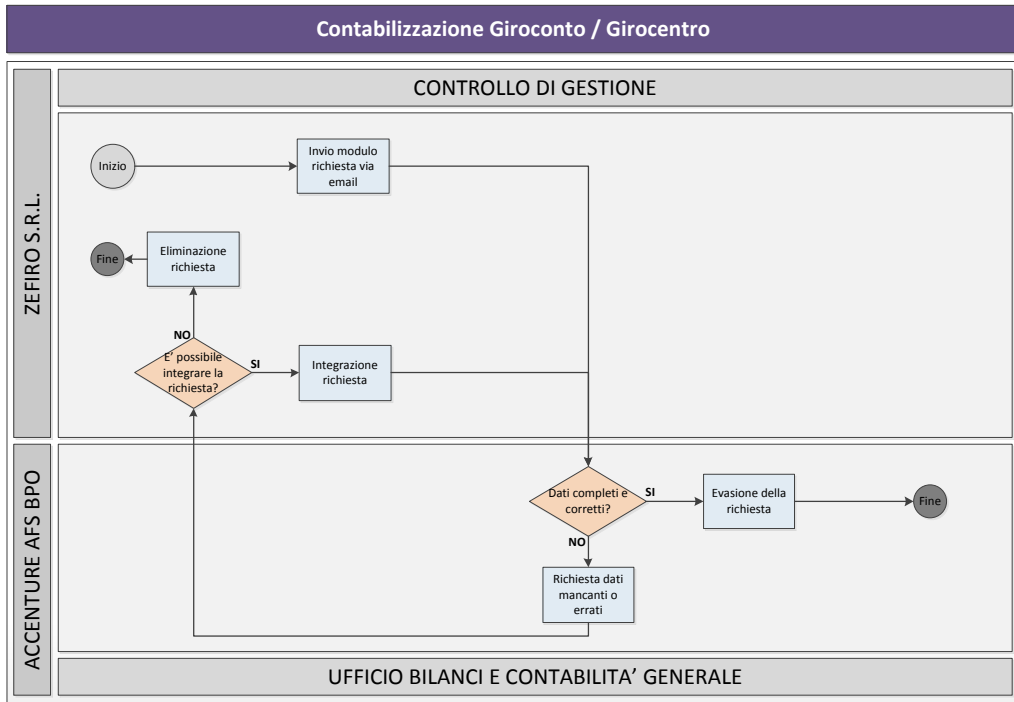 Contabilizzazione Giroconto / Girocentro
CONTROLLO DI GESTIONE
ZEFIRO S.R.L.
Inizio
Invio modulo
richiesta via
email
Fine
Eliminazione
richiesta
NO
E' possibile
integrare la
richiesta?
SI
Integrazione
richiesta
ACCENTURE AFS BPO
Dati completi e
corretti?
SI
Evasione della
richiesta
Fine
NO
Richiesta dati
mancanti o
errati
UFFICIO BILANCI E CONTABILITA' GENERALE